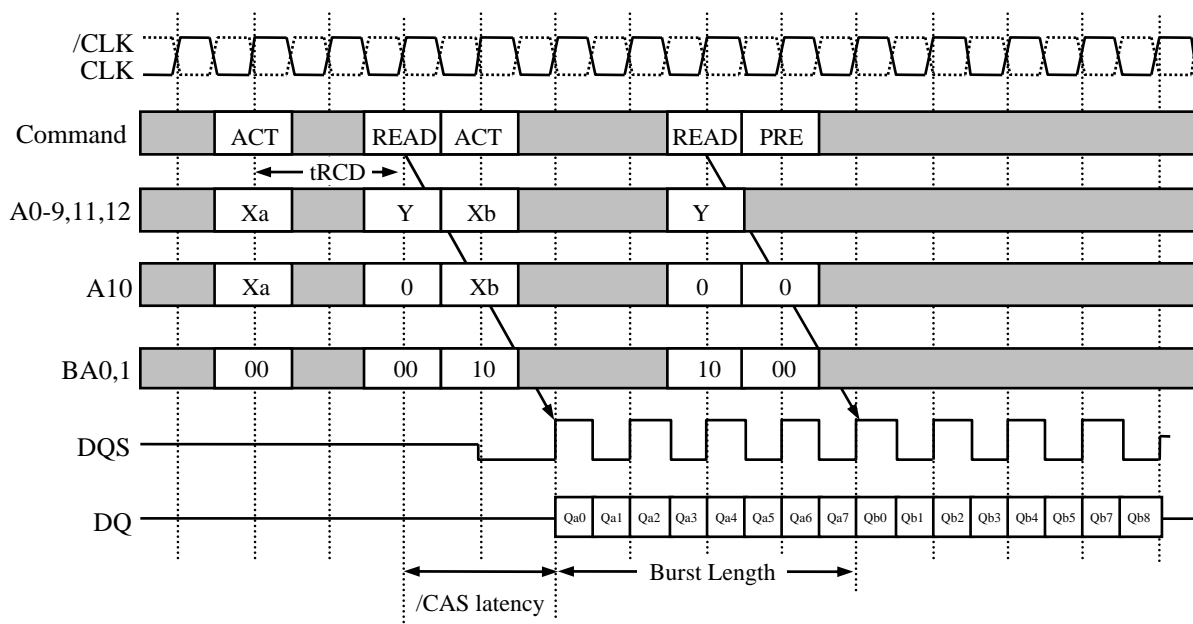 /CLK
CLK
Command ACT READ ACT READ PRE
tRCD
A0-9,11,12 Xa Y Xb Y
A10 Xa 0 Xb 0 0
BA0,1 00 00 10 10 00
DQS
DQ Qa0 Qa1 Qa2 Qa3 Qa4 Qa5 Qa6 Qa7 Qb0 Qb1 Qb2 Qb3 Qb4 Qb5 Qb7 Qb8
/CAS latency Burst Length